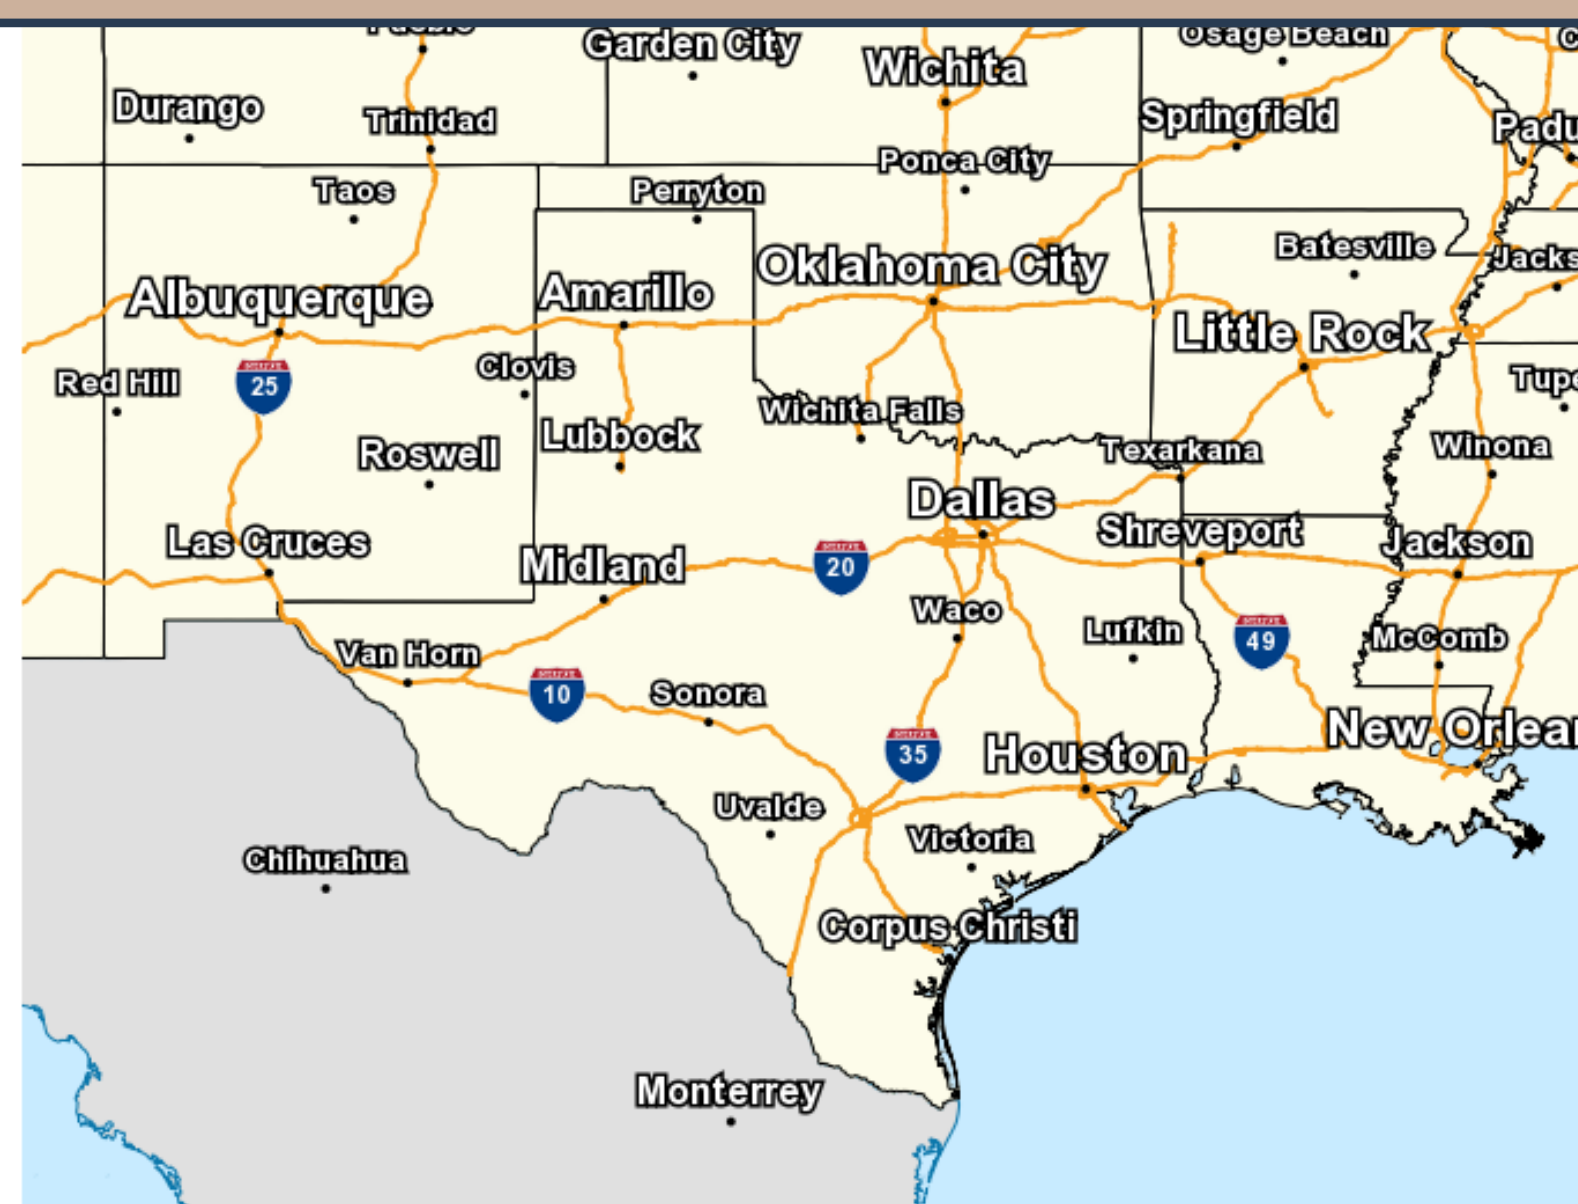 Pueblo
Garden City
Osage Beach
Wichita
Durango
Trinidad
Springfield
Padu
Ponca City
Taos
Perryton
Batesville
Jacks
Oklahoma City
Albuquerque
Amarillo
Little Rock
Clovis
Red Hill
25
Tupe
Wichita Falls
Lubbock
Roswell
Texarkana
Winona
Dallas
Shreveport
Las Cruces
Jackson
Midland
20
Waco
Lufkin
49
McComb
Van Horn
10
Sonora
New Orlean
35
Houston
Uvalde
Victoria
Chihuahua
Corpus Christi
Monterrey